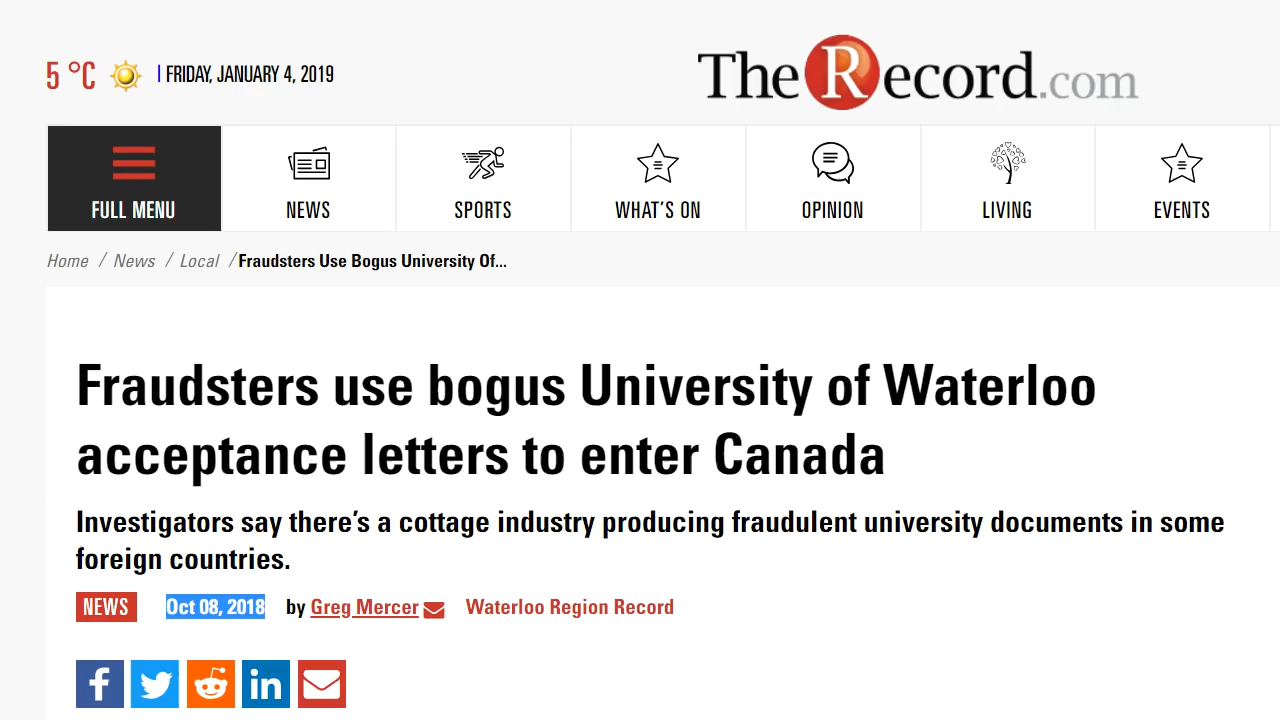 5 °C | FRIDAY, JANUARY 4, 2019
TheRecord.com
FULL MENU NEWS SPORTS WHAT'S ON OPINION LIVING EVENTS
Home / News / Local / Fraudsters Use Bogus University Of...
Fraudsters use bogus University of Waterloo
acceptance letters to enter Canada
Investigators say there's a cottage industry producing fraudulent university documents in some
foreign countries.
NEWS Oct 08, 2018 by Greg Mercer Waterloo Region Record